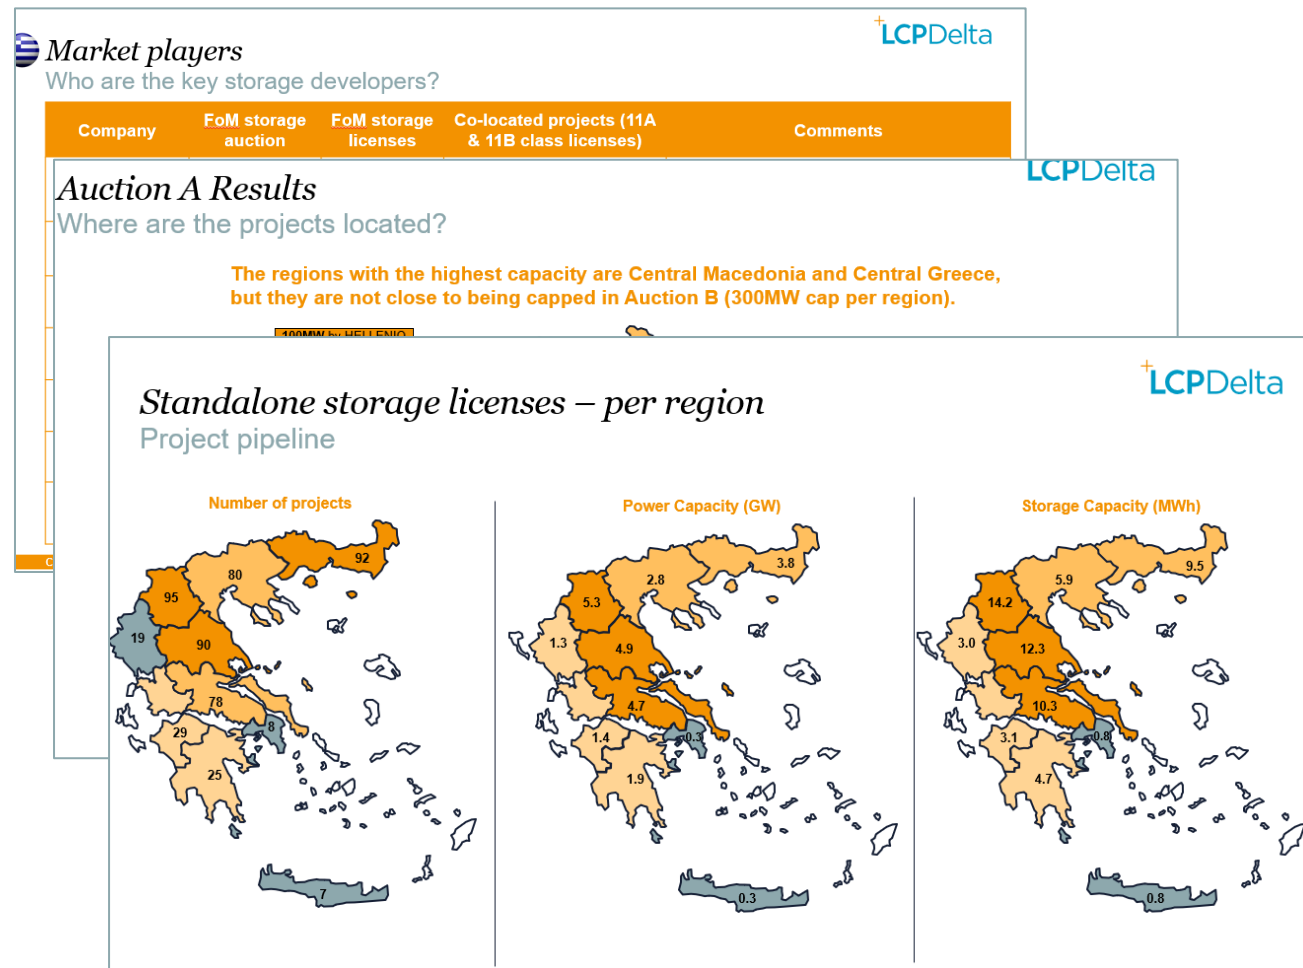 LCPDelta
Market players
Who are the key storage developers?
Company
FoM storage
auction
FoM storage
licenses
Co-located projects (11A
& 11B class licenses)
Comments
LCPDelta
Auction A Results
Where are the projects located?
The regions with the highest capacity are Central Macedonia and Central Greece,
but they are not close to being capped in Auction B (300MW cap per region).
100MW by HELLENIQ
LCPDelta
Standalone storage licenses – per region
Project pipeline
Number of projects
92
80
95
19
90
78
8
29
25
7
Power Capacity (GW)
3.8
2.8
5.3
1.3
4.9
4.7
0.3
1.4
1.9
0.3
Storage Capacity (MWh)
9.5
5.9
14.2
3.0
12.3
10.3
0.8
3.1
4.7
0.8
C